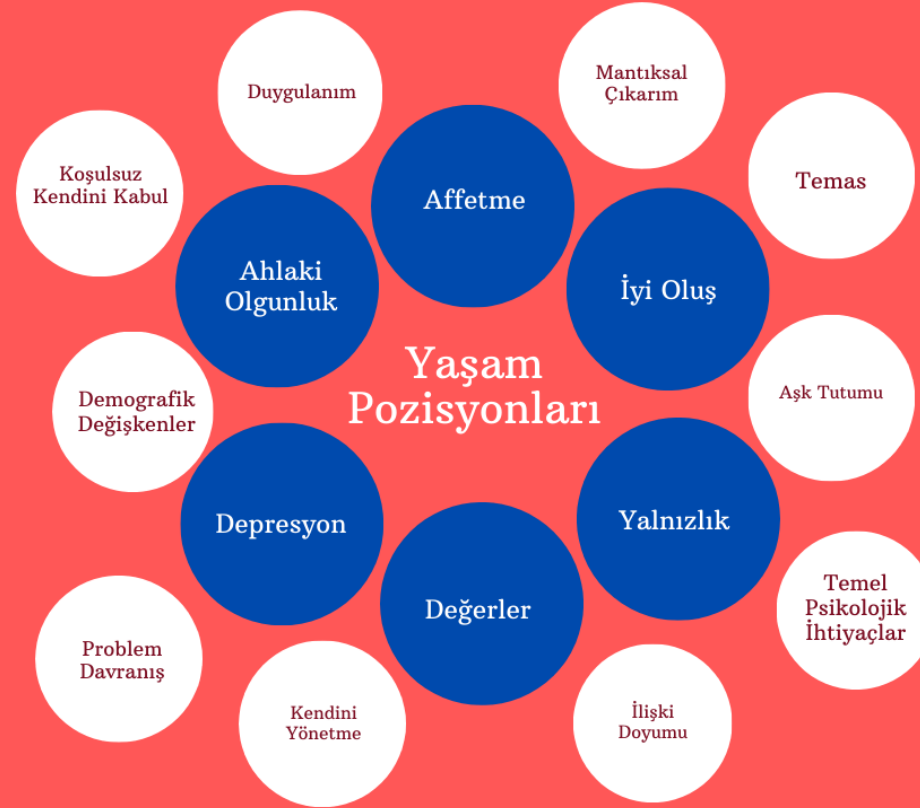 Duygulanım
Mantıksal
Çıkarım
Koşulsuz
Kendini Kabul
Affetme
Temas
Ahlaki
Olgunluk
İyi Oluş
Yaşam
Pozisyonları
Demografik
Değişkenler
Aşk Tutumu
Depresyon
Yalnızlık
Değerler
Temel
Psikolojik
İhtiyaçlar
Problem
Davranış
Kendini
Yönetme
İlişki
Doyumu